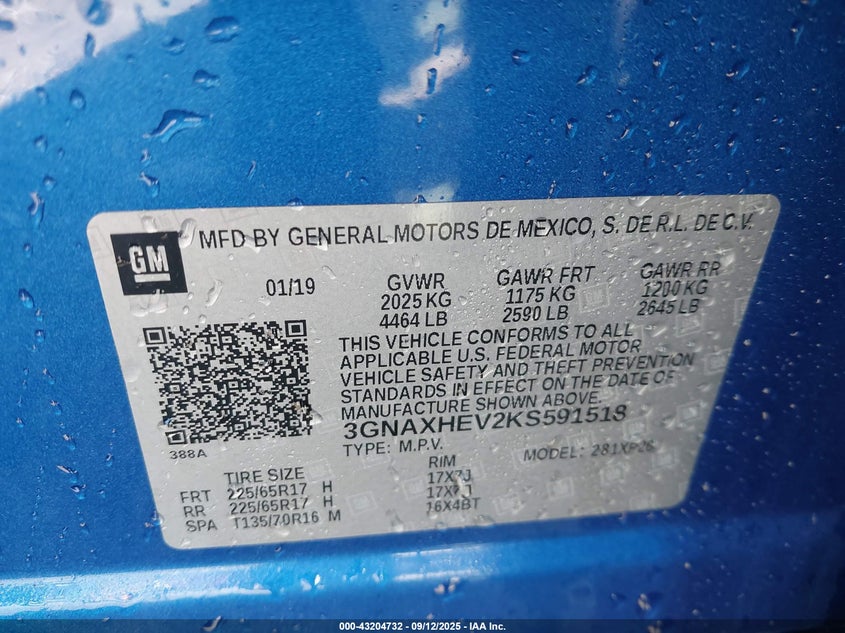 GM
MFD BY GENERAL MOTORS DE MEXICO, S. DE R.L. DE C.V.
01/19 GVWR GAWR FRT GAWR RR
2025 KG 1175 KG 1200 KG
4464 LB 2590 LB 2645 LB
THIS VEHICLE CONFORMS TO ALL
APPLICABLE U.S. FEDERAL MOTOR
VEHICLE SAFETY AND THEFT PREVENTION
STANDARDS IN EFFECT ON THE DATE OF
MANUFACTURE SHOWN ABOVE.
3GNAXHEV2KS591518
388A
TYPE: M.P.V. MODEL: 281XP26
TIRE SIZE RIM
FRT 225/65R17 H 17X7J
RR 225/65R17 H 17X7J
SPA T135/70R16 M 16X4BT
000-43204732 - 09/12/2025 - IAA Inc.